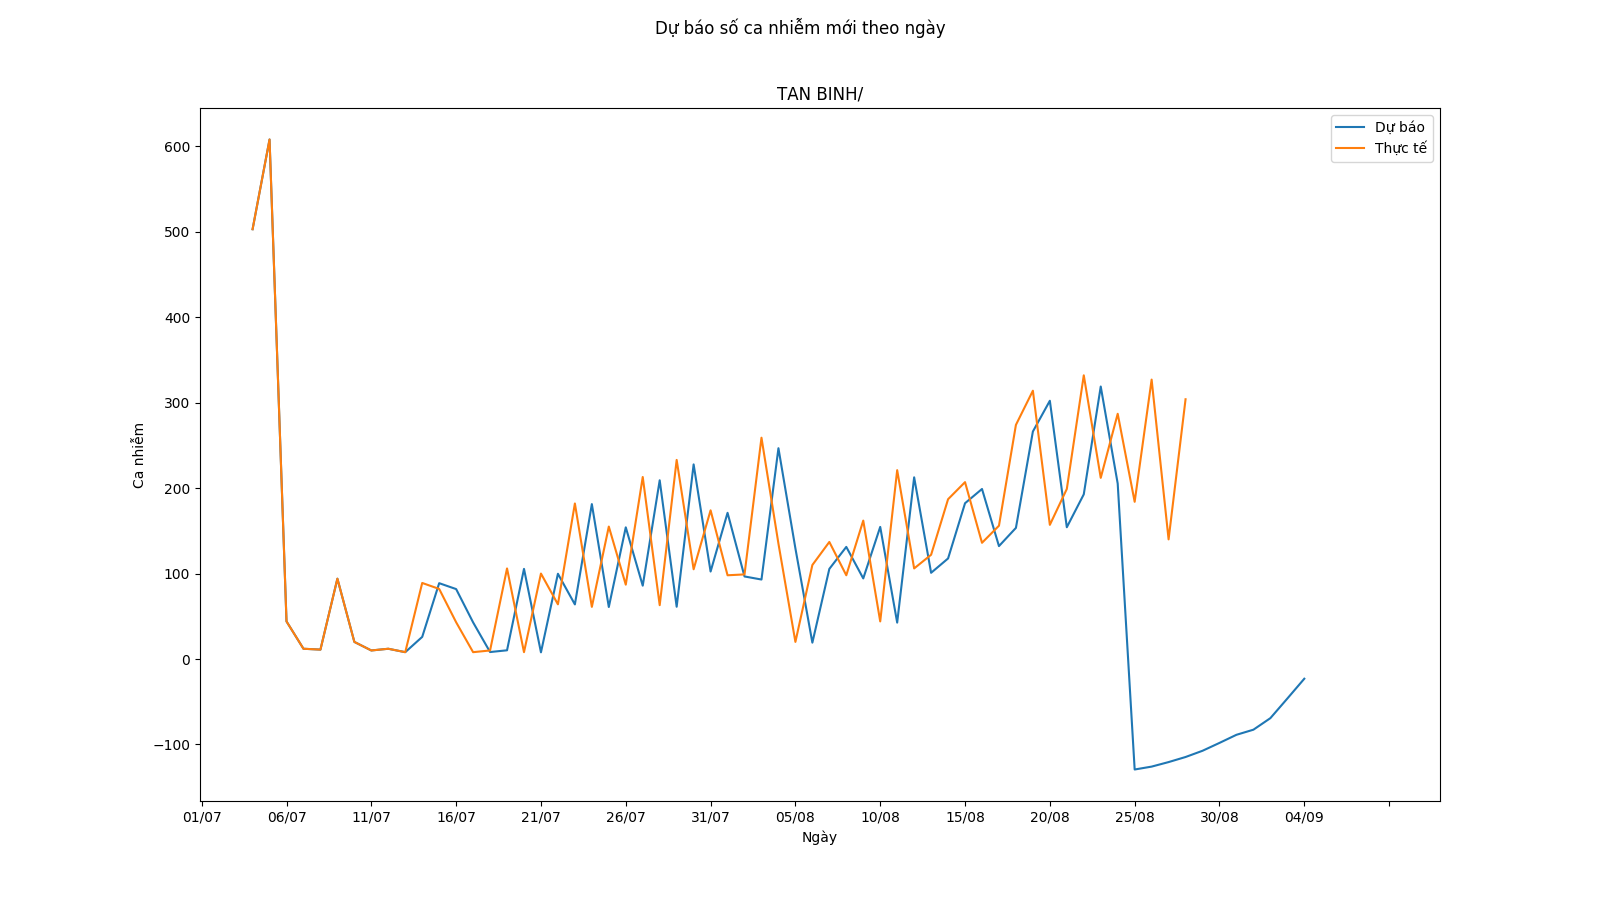 Dự báo số ca nhiễm mới theo ngày
TAN BINH/
Dự báo
Thực tế
600
500
400
300
200
100
0
−100
Ca nhiễm
01/07 06/07 11/07 16/07 21/07 26/07 31/07 05/08 10/08 15/08 20/08 25/08 30/08 04/09
Ngày